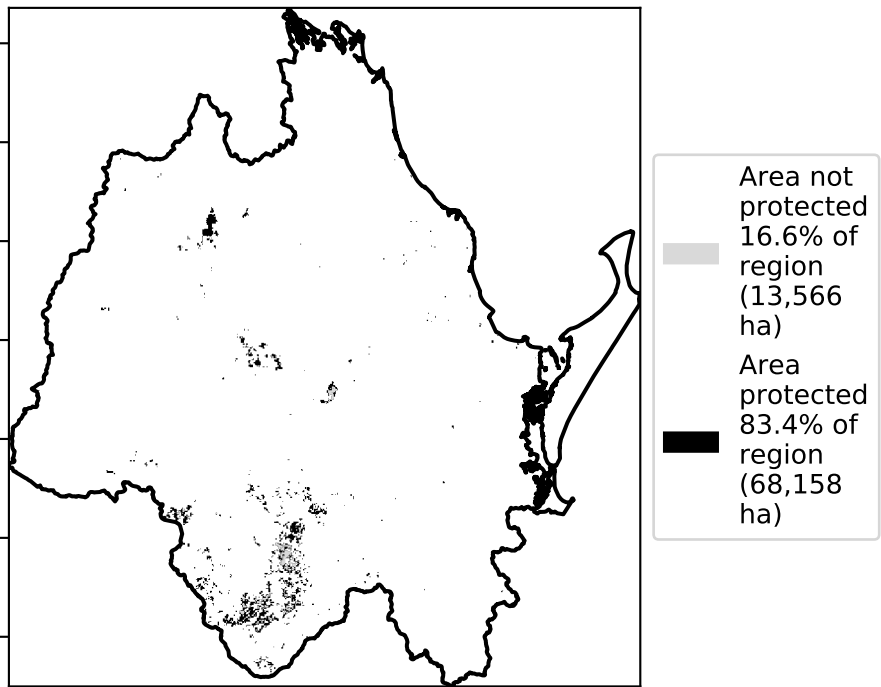 Area not
protected
16.6% of
region
(13,566
ha)
Area
protected
83.4% of
region
(68,158
ha)